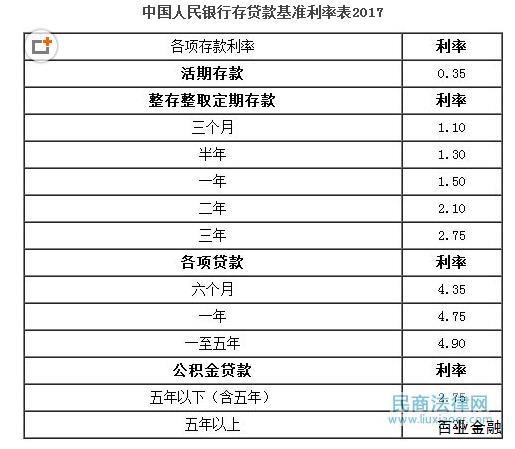 中国人民银行存贷款基准利率表2017
各项存款利率 利率
活期存款 0.35
整存整取定期存款 利率
三个月 1.10
半年 1.30
一年 1.50
二年 2.10
三年 2.75
各项贷款 利率
六个月 4.35
一年 4.75
一至五年 4.90
公积金贷款 利率
五年以下（含五年） 2.75
民商法律网
五年以上
百业金融